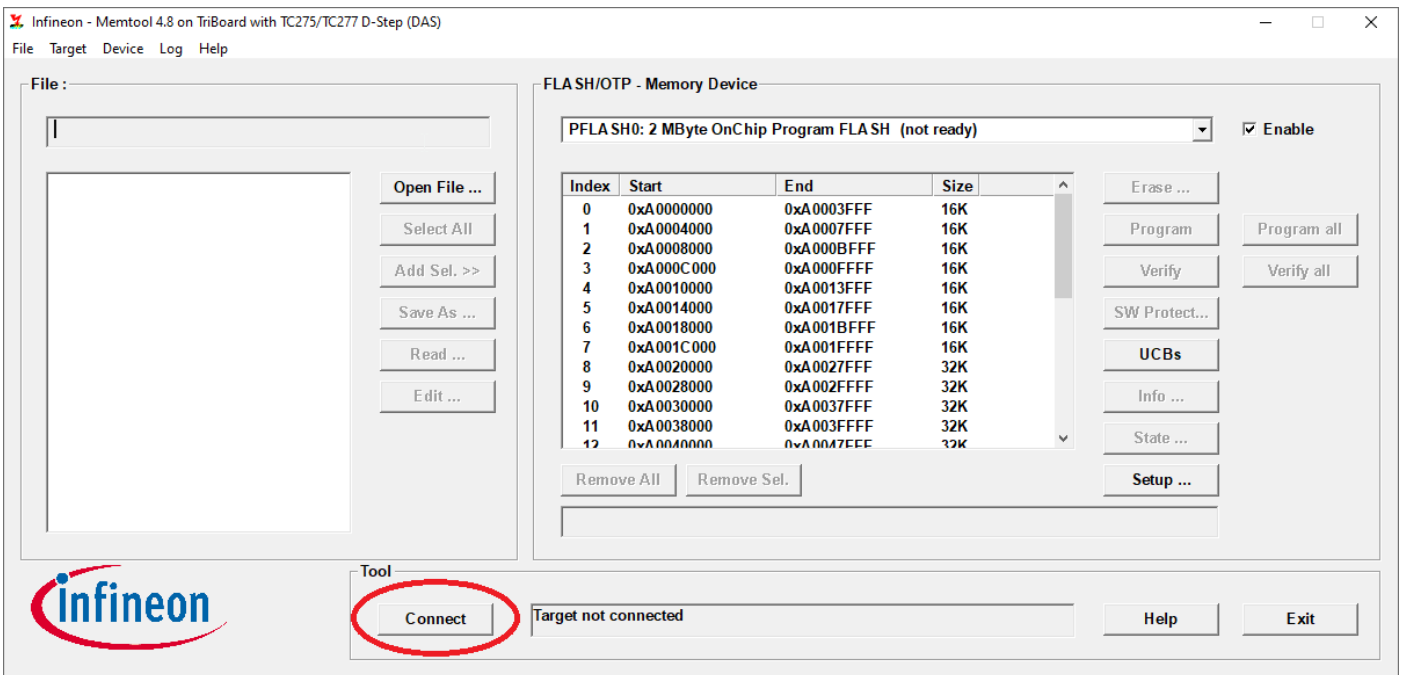 Infineon - Memtool 4.8 on TriBoard with TC275/TC277 D-Step (DAS)
File Target Device Log Help
File :
FLASH/OTP - Memory Device
PFLASH0: 2 MByte OnChip Program FLASH (not ready)
Enable
Open File ...
Select All
Add Sel. >>
Save As ...
Read ...
Edit ...
Index Start End Size
0 0xA0000000 0xA0003FFF 16K
1 0xA0004000 0xA0007FFF 16K
2 0xA0008000 0xA000BFFF 16K
3 0xA000C000 0xA000FFFF 16K
4 0xA0010000 0xA0013FFF 16K
5 0xA0014000 0xA0017FFF 16K
6 0xA0018000 0xA001BFFF 16K
7 0xA001C000 0xA001FFFF 16K
8 0xA0020000 0xA0027FFF 32K
9 0xA0028000 0xA002FFFF 32K
10 0xA0030000 0xA0037FFF 32K
11 0xA0038000 0xA003FFFF 32K
12 0xA0040000 0xA0047FFF 32K
Erase ...
Program Program all
Verify Verify all
SW Protect...
UCBs
Info ...
State ...
Setup ...
Remove All Remove Sel.
infineon
Tool
Connect
Target not connected
Help
Exit